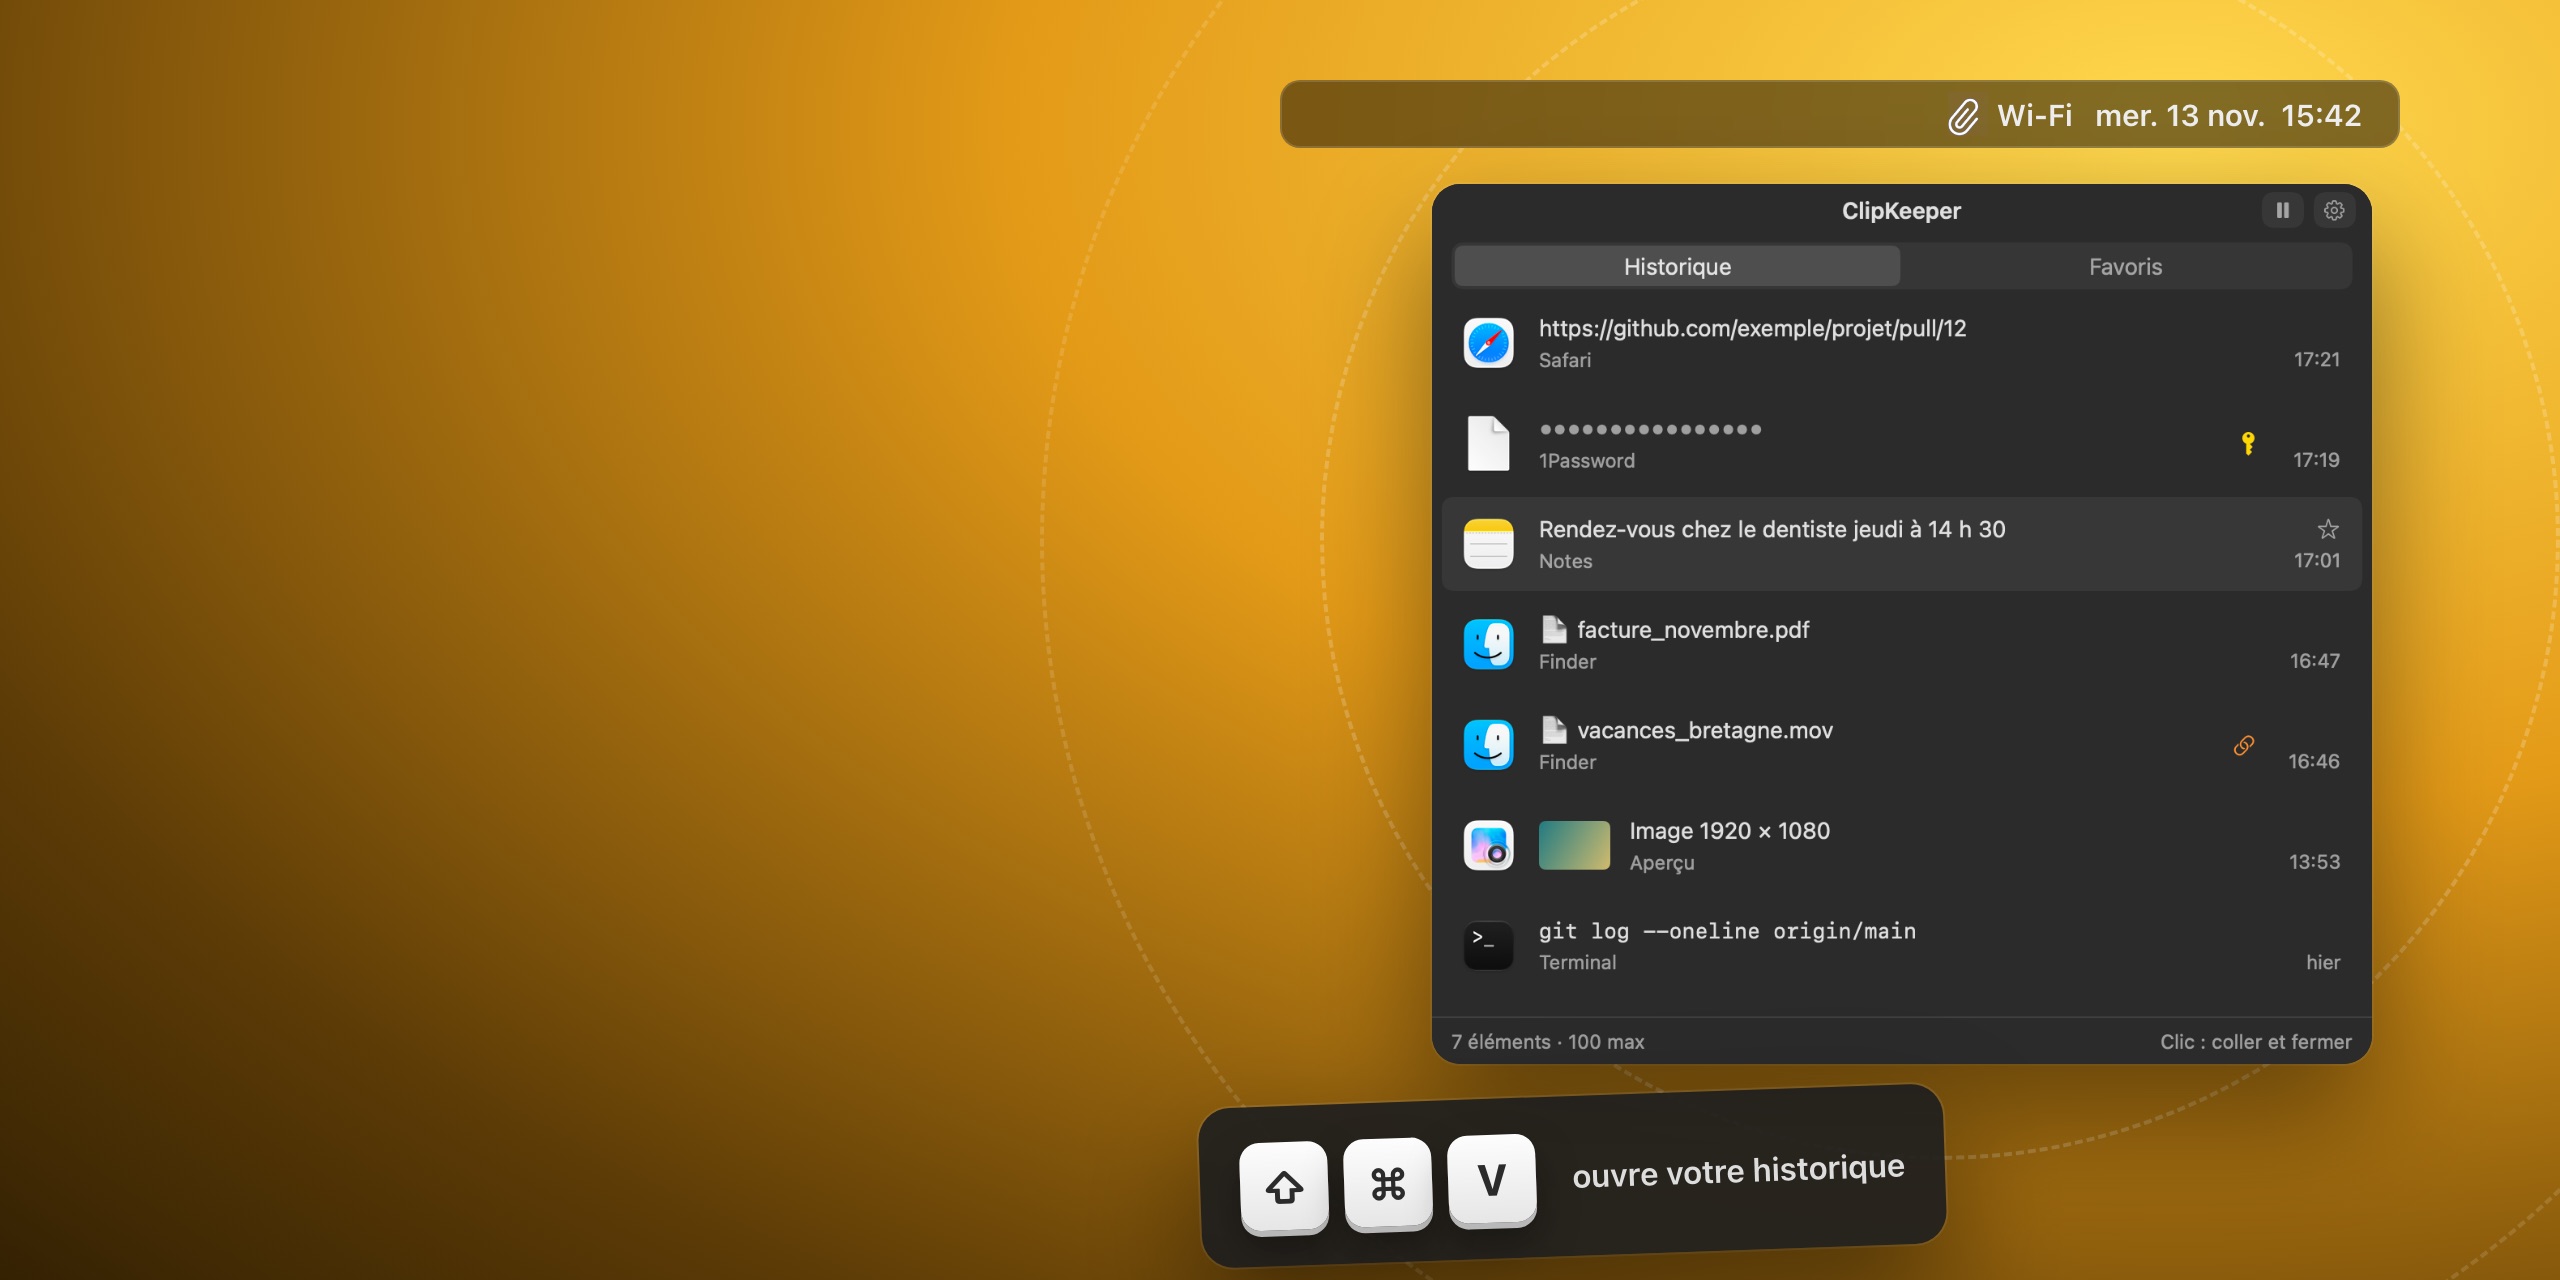 Wi-Fi mer. 13 nov. 15:42
ClipKeeper
Historique Favoris
https://github.com/exemple/projet/pull/12
Safari 17:21
●●●●●●●●●●●●●●●●
1Password 17:19
Rendez-vous chez le dentiste jeudi à 14 h 30
Notes 17:01
facture_novembre.pdf
Finder 16:47
vacances_bretagne.mov
Finder 16:46
Image 1920 × 1080
Aperçu 13:53
>_ git log --oneline origin/main
Terminal hier
7 éléments · 100 max Clic : coller et fermer
⇧ ⌘ V ouvre votre historique